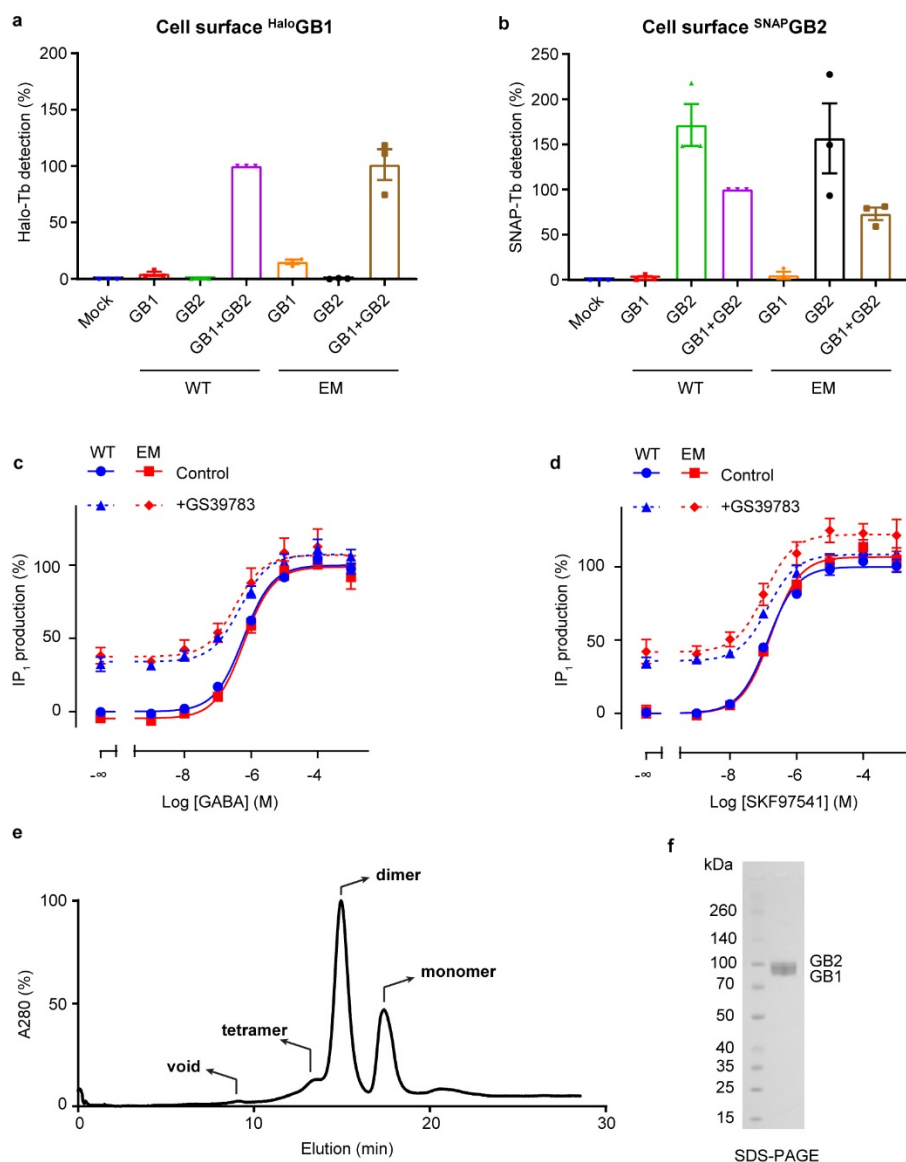 a
Cell surface ᴴᵃˡᵒGB1
Halo-Tb detection (%)
200
150
100
50
0
Mock
GB1
GB2
GB1+GB2
GB1
GB2
GB1+GB2
WT
EM
b
Cell surface ˢᴺᴬᴾGB2
SNAP-Tb detection (%)
250
200
150
100
50
0
Mock
GB1
GB2
GB1+GB2
GB1
GB2
GB1+GB2
WT
EM
c
WT EM
Control
+GS39783
IP₁ production (%)
100
50
0
-∞ -8 -6 -4
Log [GABA] (M)
d
WT EM
Control
+GS39783
IP₁ production (%)
100
50
0
-∞ -8 -6 -4
Log [SKF97541] (M)
e
A280 (%)
100
50
0
void
tetramer
dimer
monomer
0 10 20 30
Elution (min)
f
kDa
260
140
100
70
50
40
35
25
15
GB2
GB1
SDS-PAGE